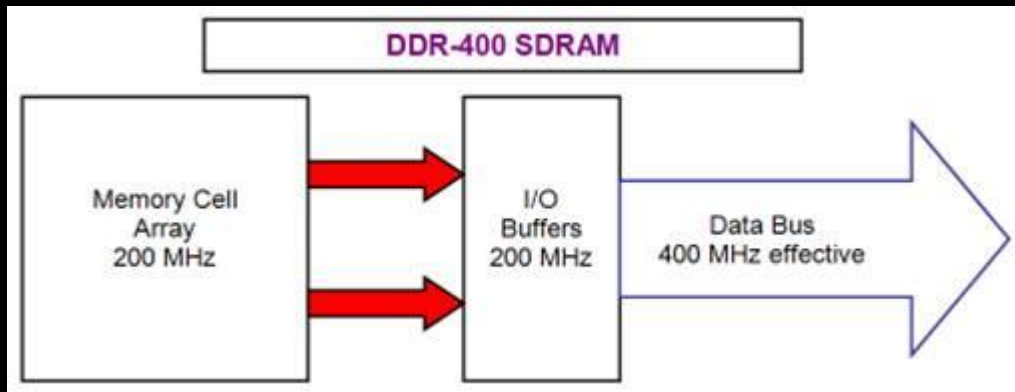 DDR-400 SDRAM
Memory Cell
Array
200 MHz
I/O
Buffers
200 MHz
Data Bus
400 MHz effective